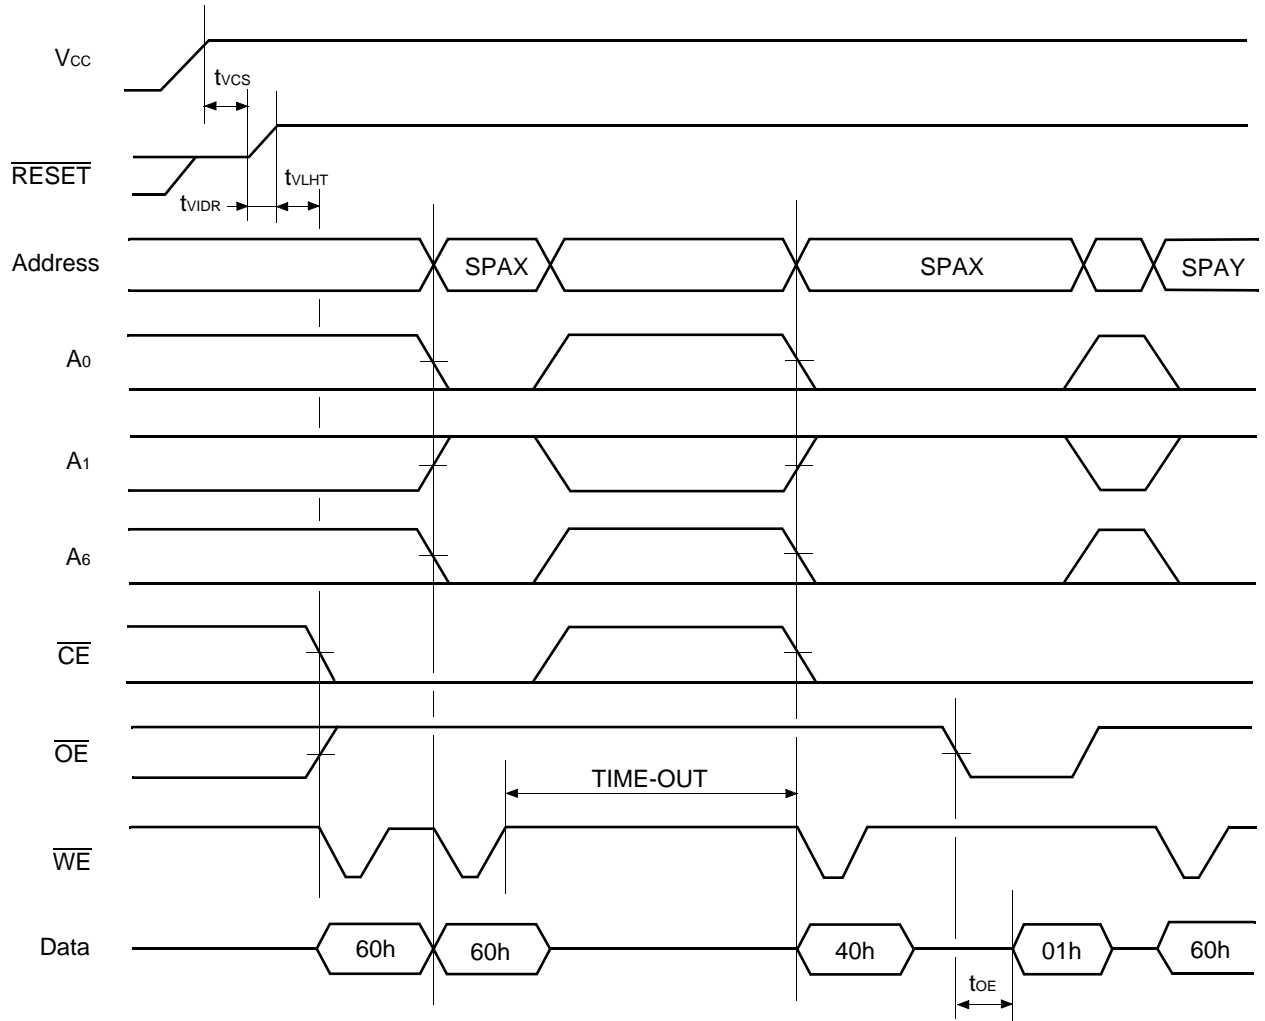 VCC
tVCS
RESET
tVLHT
tVIDR
Address
SPAX
SPAX
SPAY
A0
A1
A6
CE
OE
TIME-OUT
WE
Data
60h
60h
40h
01h
60h
tOE